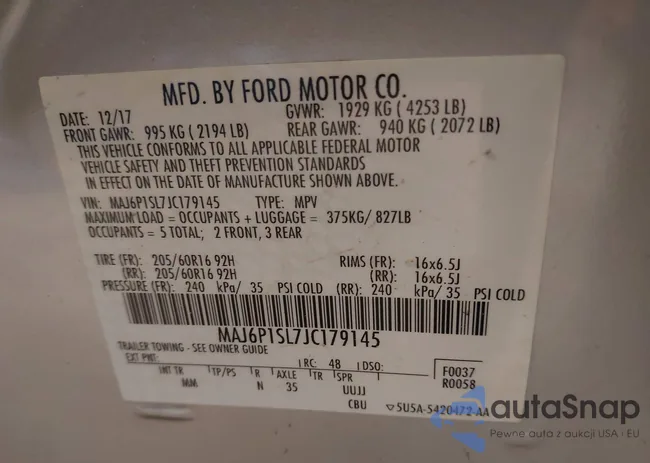 MFD. BY FORD MOTOR CO.
DATE: 12/17 GVWR: 1929 KG ( 4253 LB)
FRONT GAWR: 995 KG ( 2194 LB) REAR GAWR: 940 KG ( 2072 LB)
THIS VEHICLE CONFORMS TO ALL APPLICABLE FEDERAL MOTOR
VEHICLE SAFETY AND THEFT PREVENTION STANDARDS
IN EFFECT ON THE DATE OF MANUFACTURE SHOWN ABOVE.
VIN: MAJ6P1SL7JC179145 TYPE: MPV
MAXIMUM LOAD = OCCUPANTS + LUGGAGE = 375KG/ 827LB
OCCUPANTS = 5 TOTAL; 2 FRONT, 3 REAR
TIRE (FR): 205/60R16 92H RIMS (FR): 16x6.5J
(RR): 205/60R16 92H (RR): 16x6.5J
PRESSURE (FR): 240 kPa/ 35 PSI COLD (RR): 240 kPa/ 35 PSI COLD
MAJ6P1SL7JC179145
TRAILER TOWING - SEE OWNER GUIDE
EXT PNT: RC: 48 DSO: F0037
INT TR TP/PS R AXLE TR SPR R0058
MM N 35 UUJJ
CBU 5U5A-5420472-AA
autaSnap
Pewne auta z aukcji USA i EU